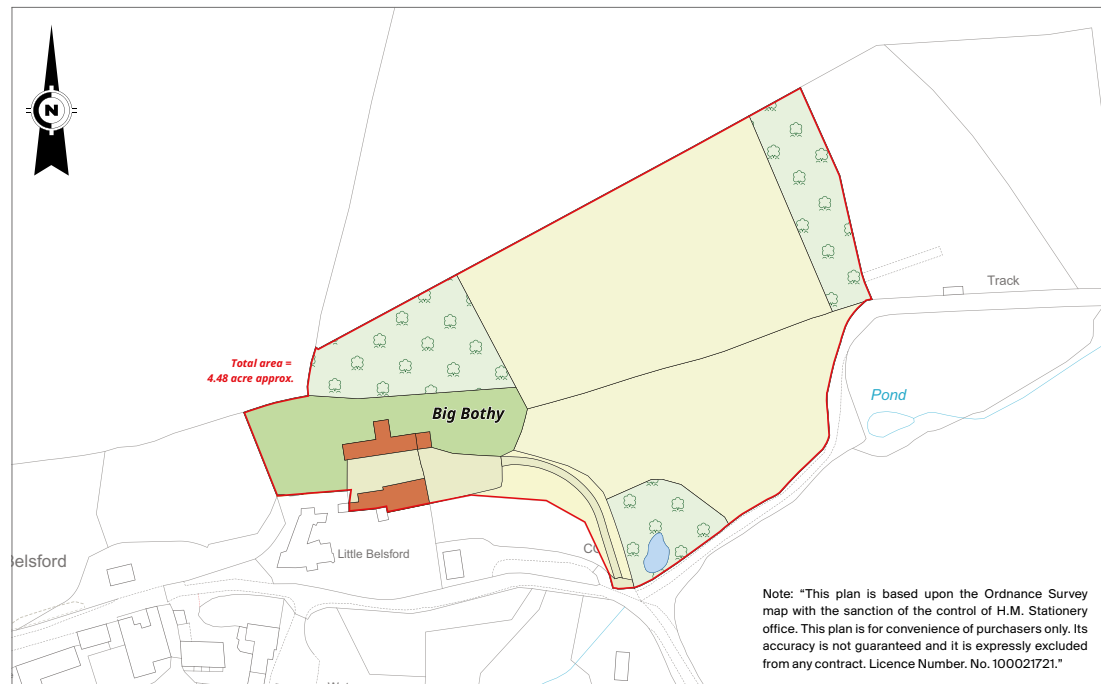 N
Track
Total area =
4.48 acre approx.
Pond
Big Bothy
Little Belsford
Belsford
Note: “This plan is based upon the Ordnance Survey
map with the sanction of the control of H.M. Stationery
office. This plan is for convenience of purchasers only. Its
accuracy is not guaranteed and it is expressly excluded
from any contract. Licence Number. No. 100021721.”